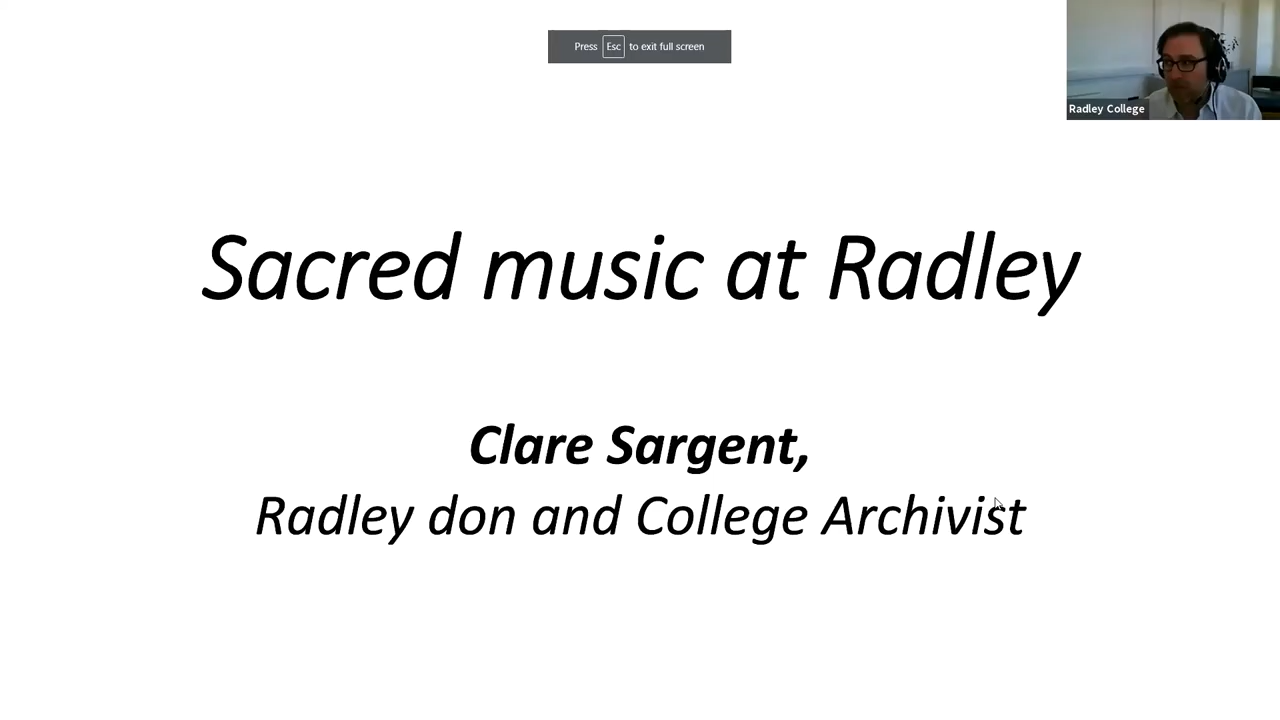 Press Esc to exit full screen
Radley College
Sacred music at Radley
Clare Sargent,
Radley don and College Archivist